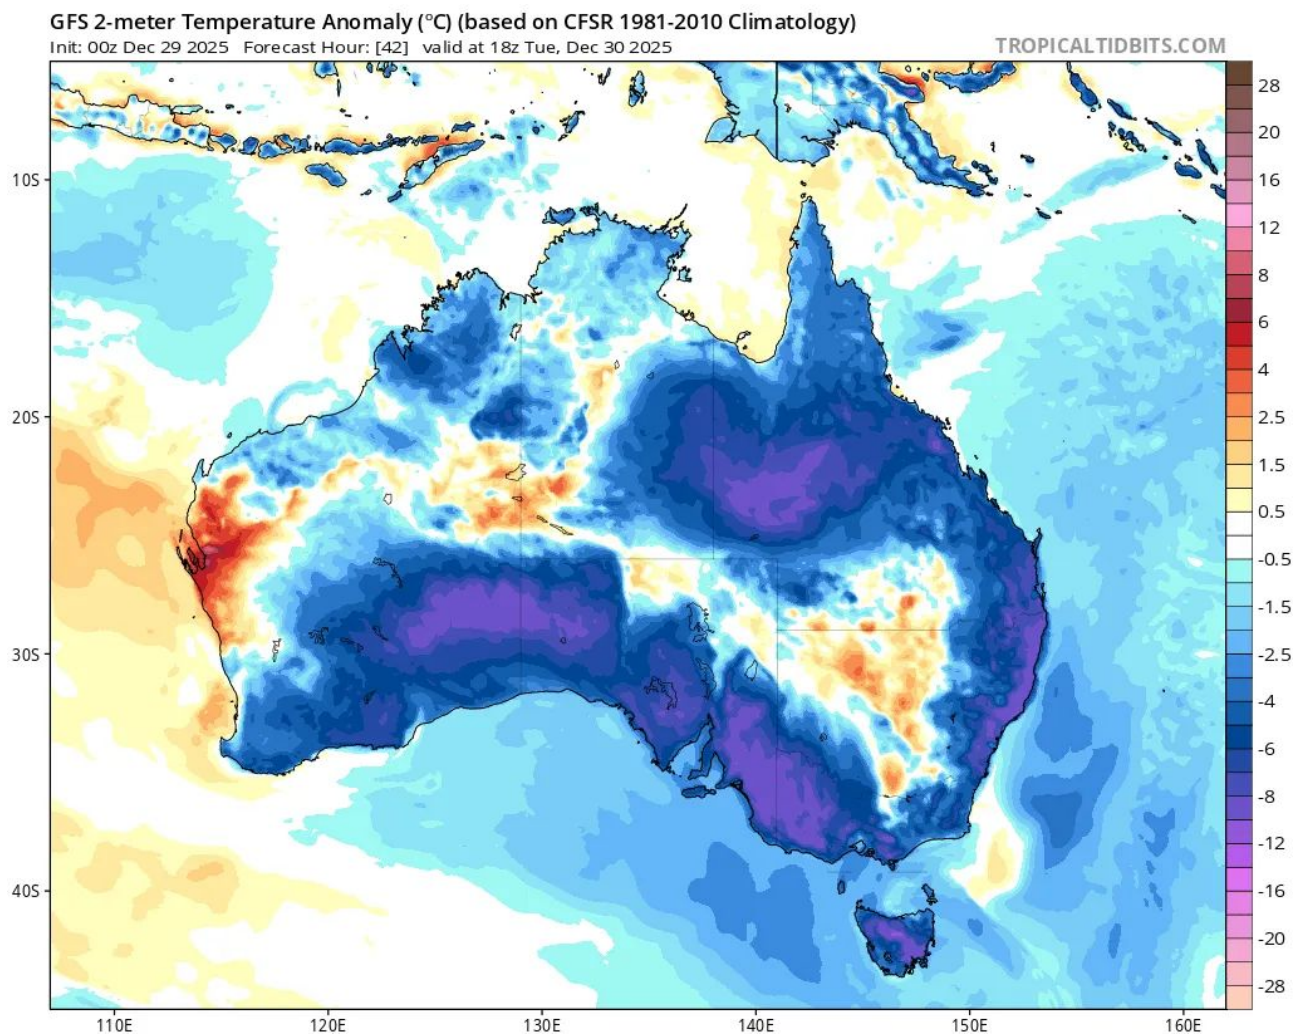 GFS 2-meter Temperature Anomaly (°C) (based on CFSR 1981-2010 Climatology)
Init: 00z Dec 29 2025 Forecast Hour: [42] valid at 18z Tue, Dec 30 2025
TROPICALTIDBITS.COM
28
20
16
12
8
6
4
2.5
1.5
0.5
-0.5
-1.5
-2.5
-4
-6
-8
-12
-16
-20
-28
10S
20S
30S
40S
110E
120E
130E
140E
150E
160E